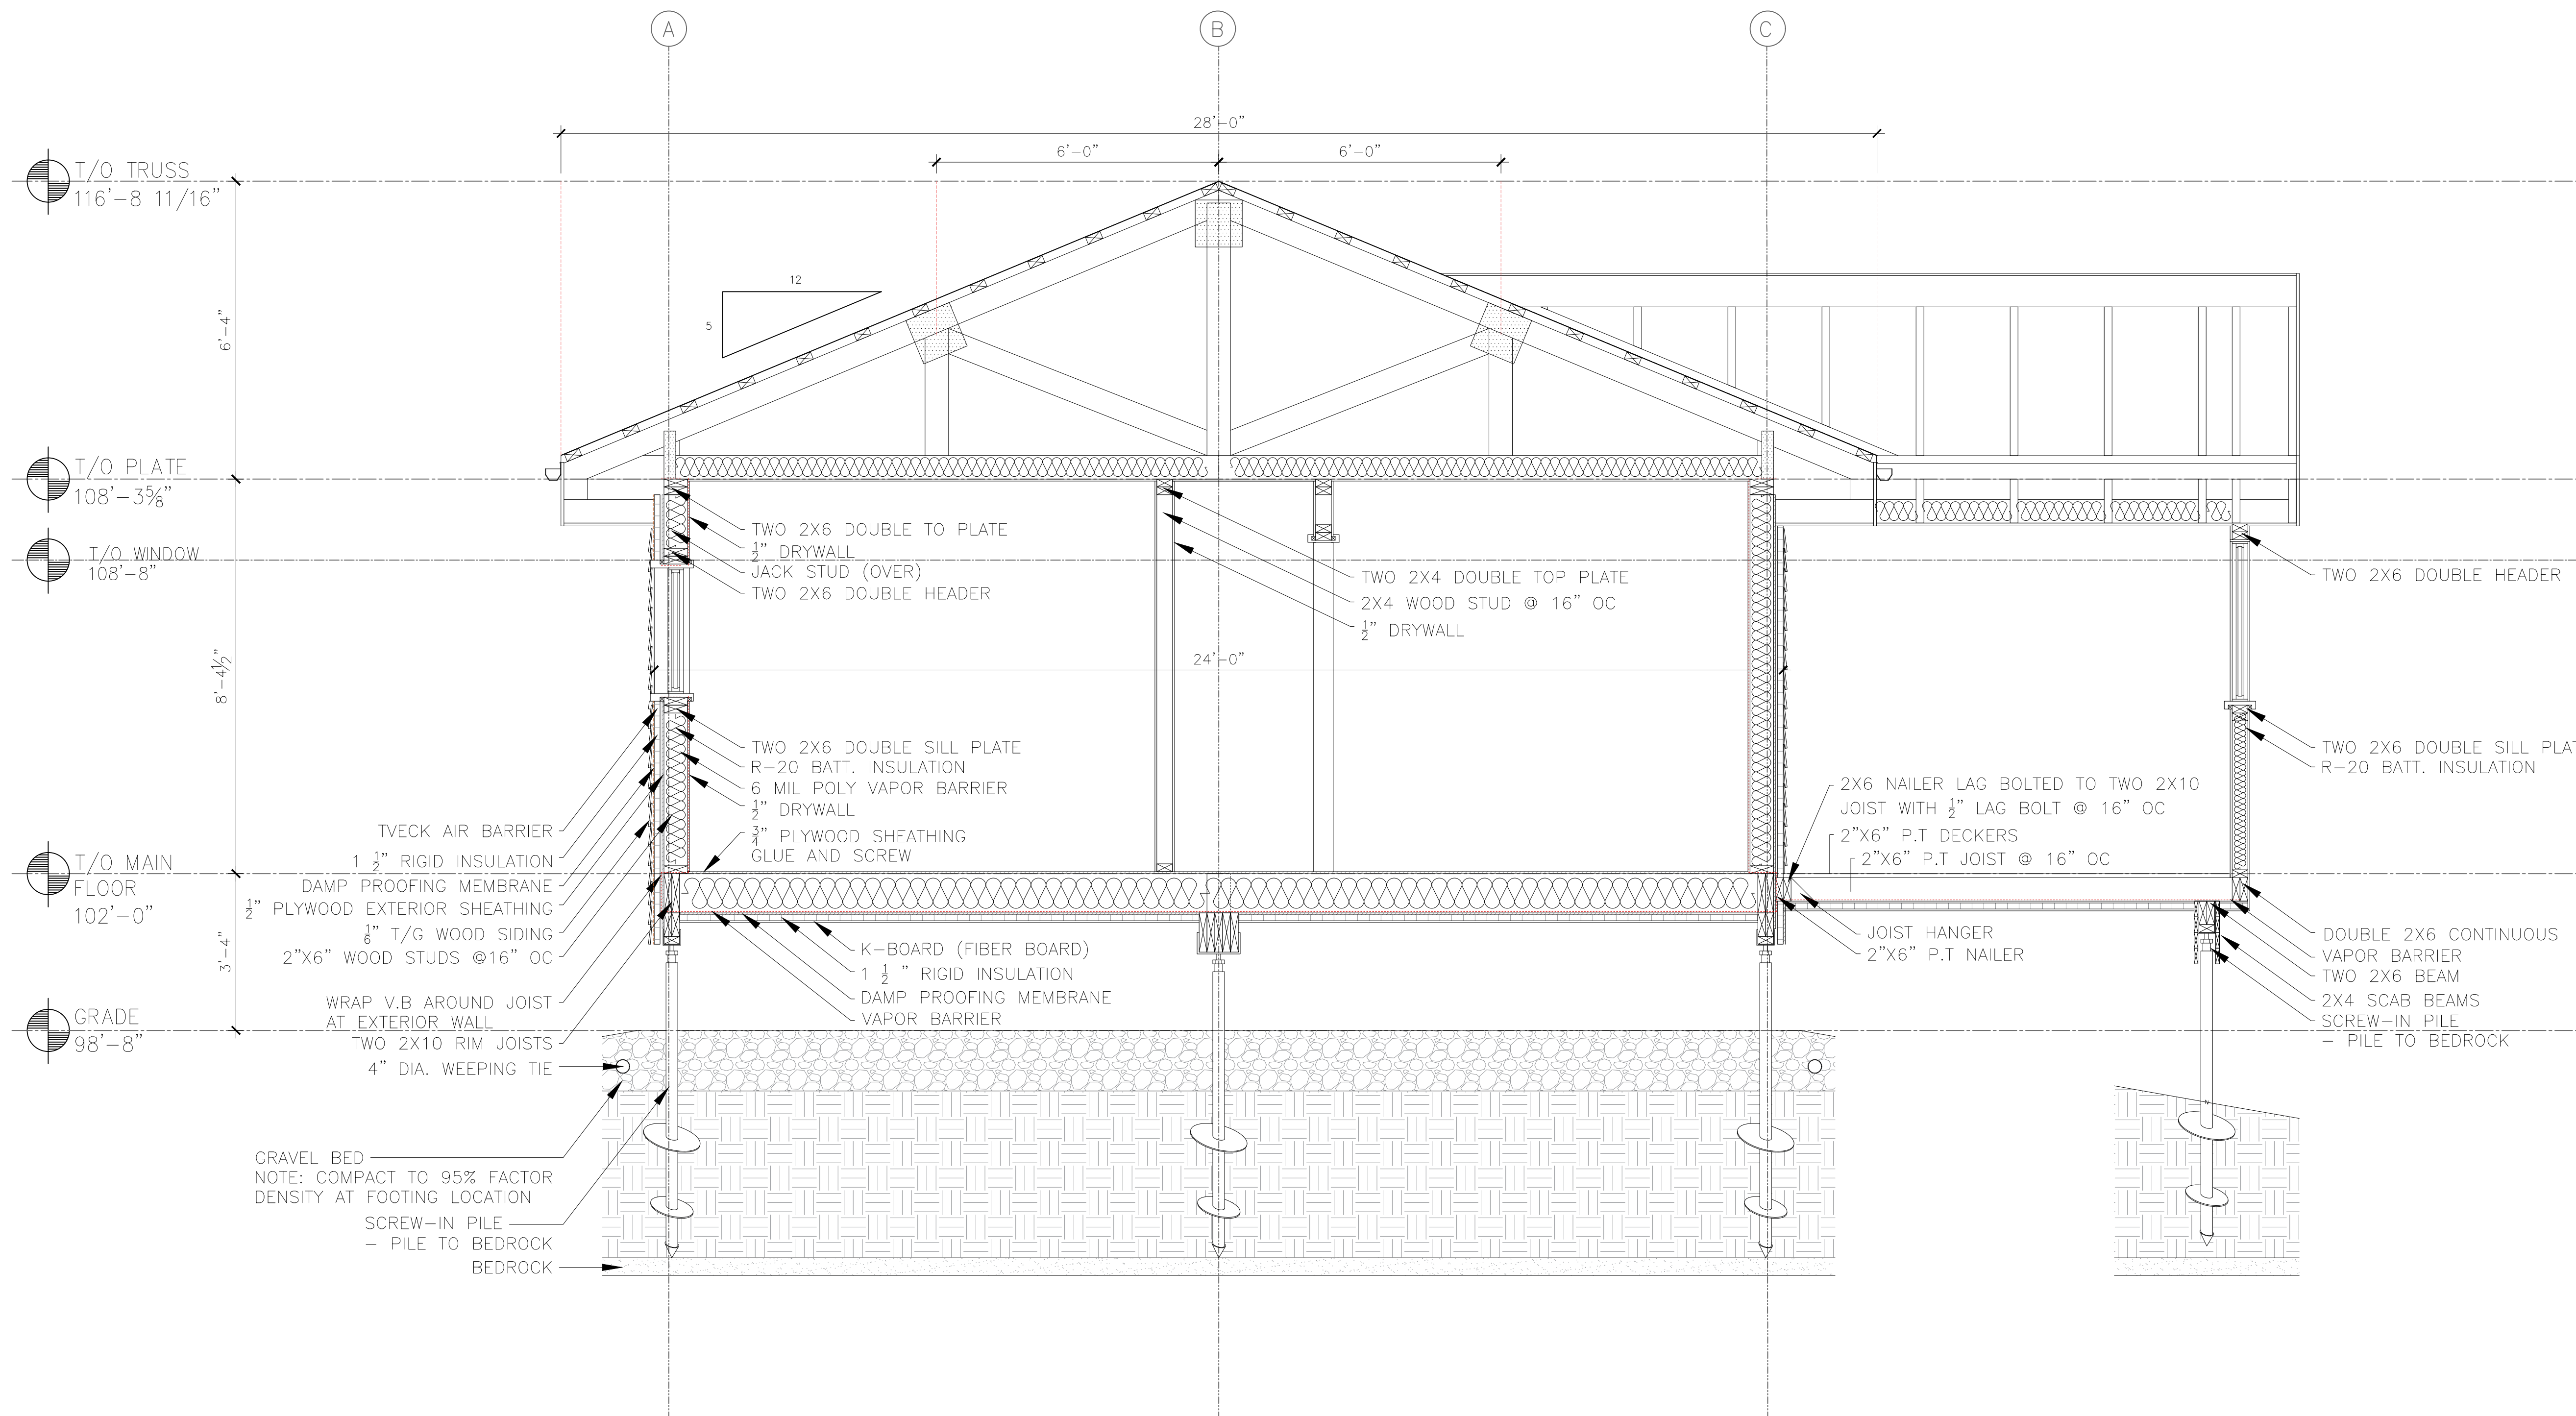 A
B
C
28'-0"
6'-0"
6'-0"
T/O TRUSS
116'-8 11/16"
12
5
6'-4"
T/O PLATE
108'-3⅝"
T/O WINDOW
108'-8"
8'-4½"
TWO 2X6 DOUBLE TO PLATE
½" DRYWALL
JACK STUD (OVER)
TWO 2X6 DOUBLE HEADER
TWO 2X4 DOUBLE TOP PLATE
2X4 WOOD STUD @ 16" OC
½" DRYWALL
TWO 2X6 DOUBLE HEADER
24'-0"
TWO 2X6 DOUBLE SILL PLATE
R-20 BATT. INSULATION
6 MIL POLY VAPOR BARRIER
½" DRYWALL
¾" PLYWOOD SHEATHING
GLUE AND SCREW
TWO 2X6 DOUBLE SILL PLAT
R-20 BATT. INSULATION
2X6 NAILER LAG BOLTED TO TWO 2X10
JOIST WITH ½" LAG BOLT @ 16" OC
2"X6" P.T DECKERS
2"X6" P.T JOIST @ 16" OC
TVECK AIR BARRIER
1 ½" RIGID INSULATION
DAMP PROOFING MEMBRANE
½" PLYWOOD EXTERIOR SHEATHING
⅙" T/G WOOD SIDING
2"X6" WOOD STUDS @16" OC
WRAP V.B AROUND JOIST
AT EXTERIOR WALL
TWO 2X10 RIM JOISTS
4" DIA. WEEPING TIE
T/O MAIN
FLOOR
102'-0"
3'-4"
GRADE
98'-8"
K-BOARD (FIBER BOARD)
1 ½ " RIGID INSULATION
DAMP PROOFING MEMBRANE
VAPOR BARRIER
JOIST HANGER
2"X6" P.T NAILER
DOUBLE 2X6 CONTINUOUS
VAPOR BARRIER
TWO 2X6 BEAM
2X4 SCAB BEAMS
SCREW-IN PILE
- PILE TO BEDROCK
GRAVEL BED
NOTE: COMPACT TO 95% FACTOR
DENSITY AT FOOTING LOCATION
SCREW-IN PILE
- PILE TO BEDROCK
BEDROCK